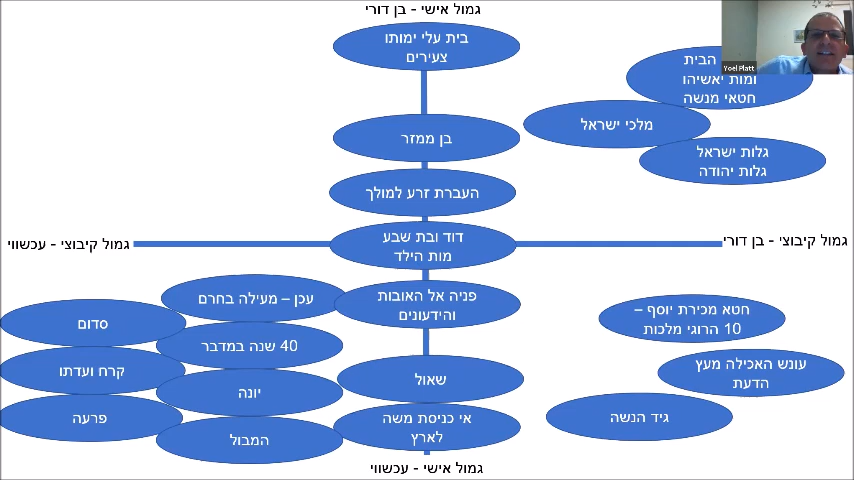 גמול אישי - בן דורי
בית עלי ימותו
צעירים
הבית
ומות יאשיהו
חטאי מנשה
Yoel Platt
מלכי ישראל
בן ממזר
גלות ישראל
גלות יהודה
העברת זרע למולך
גמול קיבוצי - בן דורי
דוד ובת שבע
מות הילד
גמול קיבוצי - עכשווי
פניה אל האובות
והידעונים
עכן – מעילה בחרם
סדום
חטא מכירת יוסף –
10 הרוגי מלכות
40 שנה במדבר
קרח ועדתו
עונש האכילה מעץ
הדעת
שאול
יונה
פרעה
גיד הנשה
אי כניסת משה
לארץ
המבול
גמול אישי - עכשווי